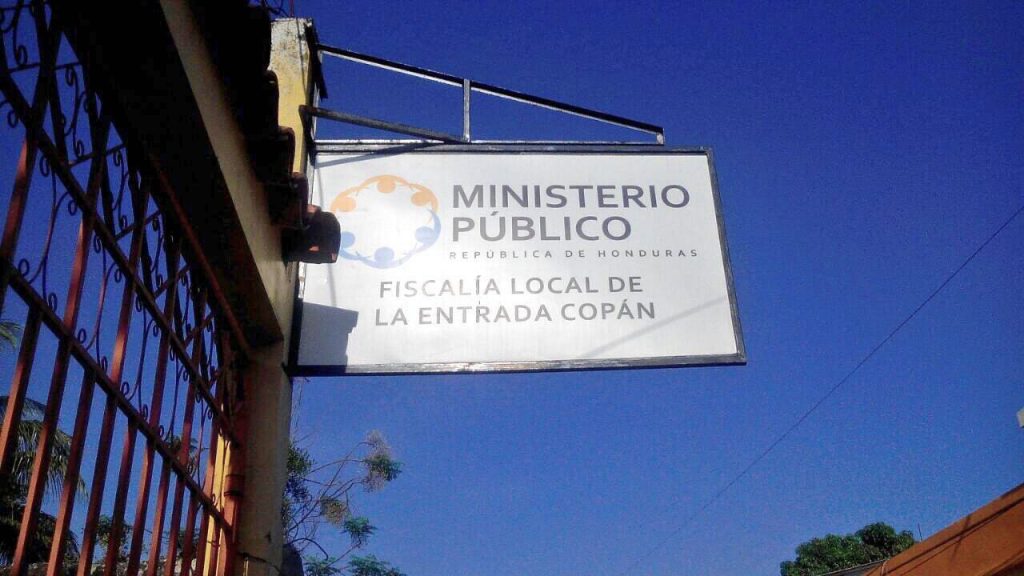 MINISTERIO
PÚBLICO
REPÚBLICA DE HONDURAS
FISCALÍA LOCAL DE
LA ENTRADA COPÁN